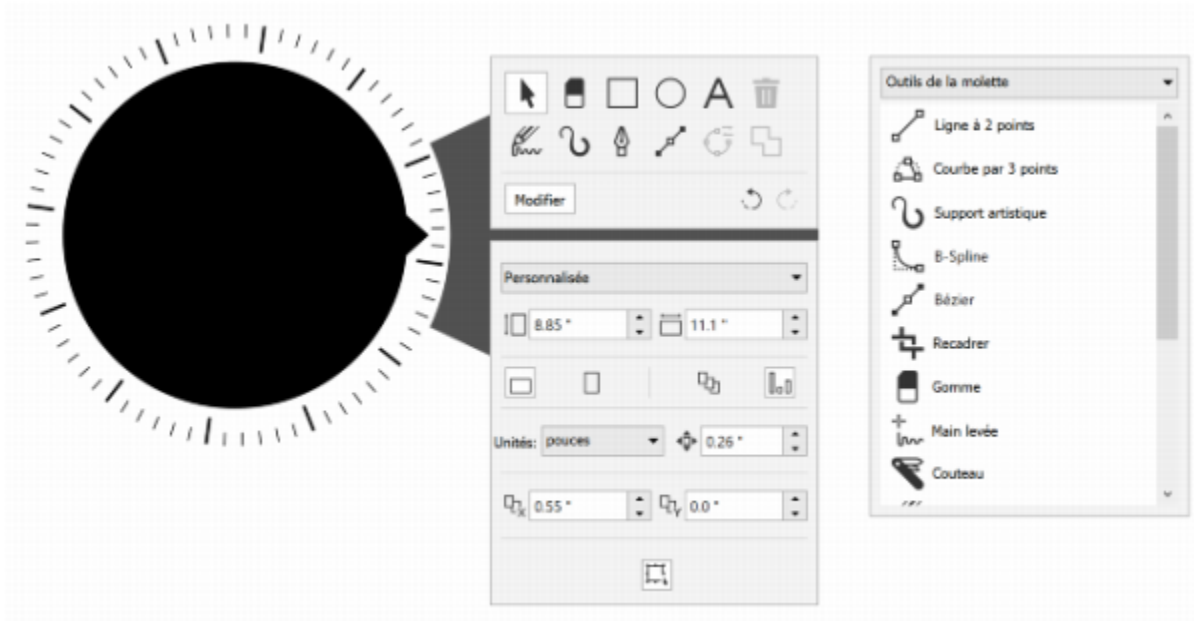 A
Modifier
Personnalisée
8.85 "
11.1 "
Unités: pouces
0.26 "
X 0.55 "
Y 0.0 "
Outils de la molette
Ligne à 2 points
Courbe par 3 points
Support artistique
B-Spline
Bézier
Recadrer
Gomme
Main levée
Couteau